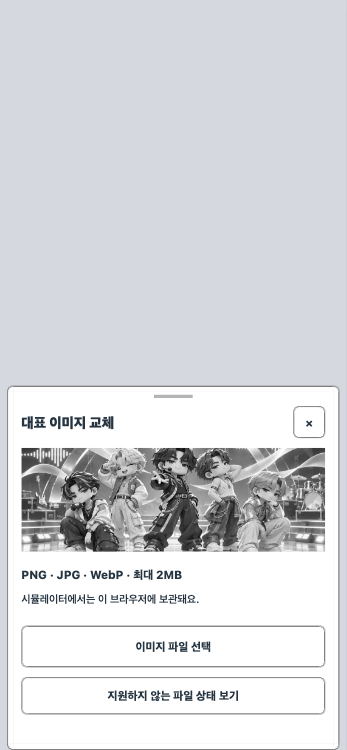 대표 이미지 교체
×
PNG · JPG · WebP · 최대 2MB
시뮬레이터에서는 이 브라우저에 보관돼요.
이미지 파일 선택
지원하지 않는 파일 상태 보기